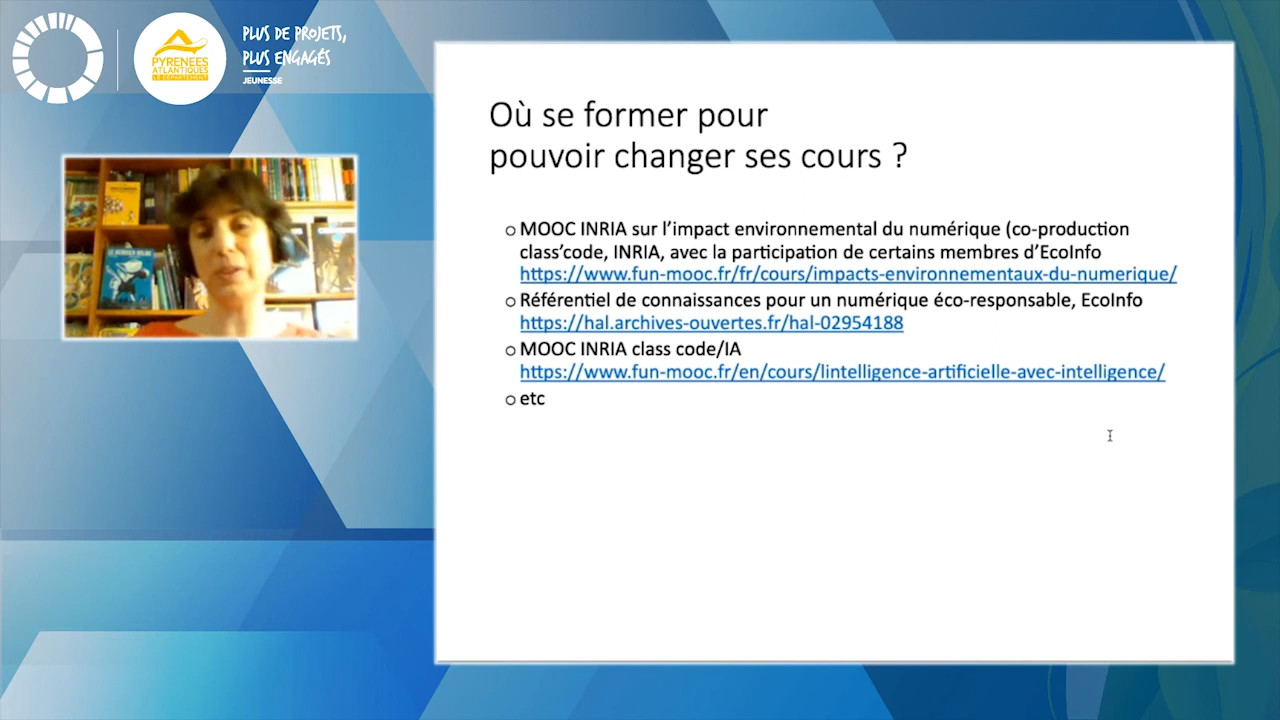 PLUS DE PROJETS,
PLUS ENGAGÉS
JEUNESSE
PYRENEES
ATLANTIQUES
LE DEPARTEMENT
Où se former pour
pouvoir changer ses cours ?
MOOC INRIA sur l’impact environnemental du numérique (co-production
class’code, INRIA, avec la participation de certains membres d’EcoInfo
https://www.fun-mooc.fr/fr/cours/impacts-environnementaux-du-numerique/
Référentiel de connaissances pour un numérique éco-responsable, EcoInfo
https://hal.archives-ouvertes.fr/hal-02954188
MOOC INRIA class code/IA
https://www.fun-mooc.fr/en/cours/lintelligence-artificielle-avec-intelligence/
etc